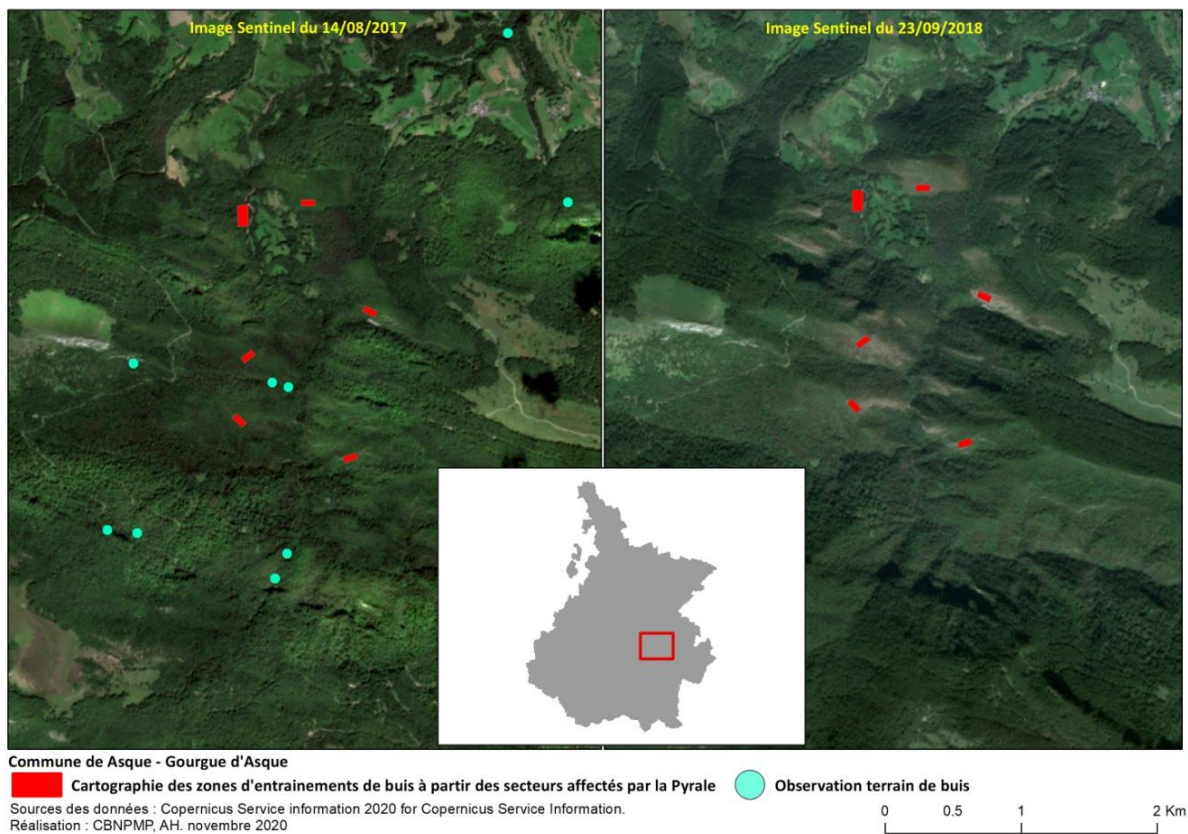 Image Sentinel du 14/08/2017
Image Sentinel du 23/09/2018
Commune de Asque - Gourgue d'Asque
Cartographie des zones d'entrainements de buis à partir des secteurs affectés par la Pyrale
Observation terrain de buis
Sources des données : Copernicus Service information 2020 for Copernicus Service Information.
Réalisation : CBNPMP, AH. novembre 2020
0 0.5 1 2 Km